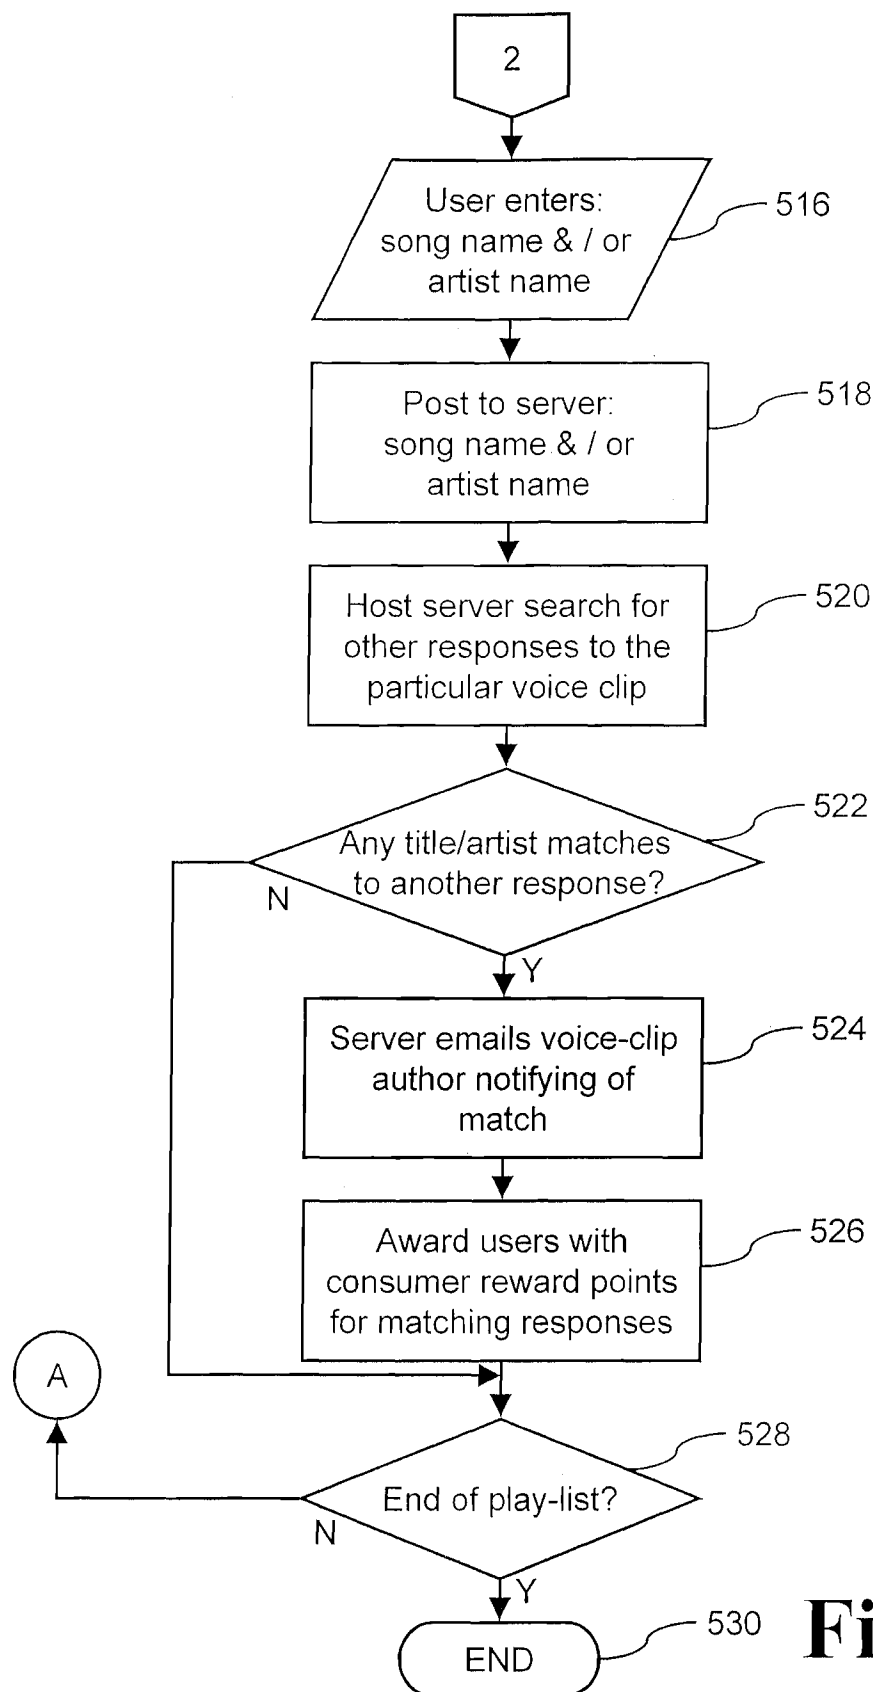 2
User enters:
song name & / or
artist name
516
Post to server:
song name & / or
artist name
518
Host server search for
other responses to the
particular voice clip
520
Any title/artist matches
to another response?
522
N
Y
Server emails voice-clip
author notifying of
match
524
Award users with
consumer reward points
for matching responses
526
A
End of play-list?
528
N
Y
END
530
Fi